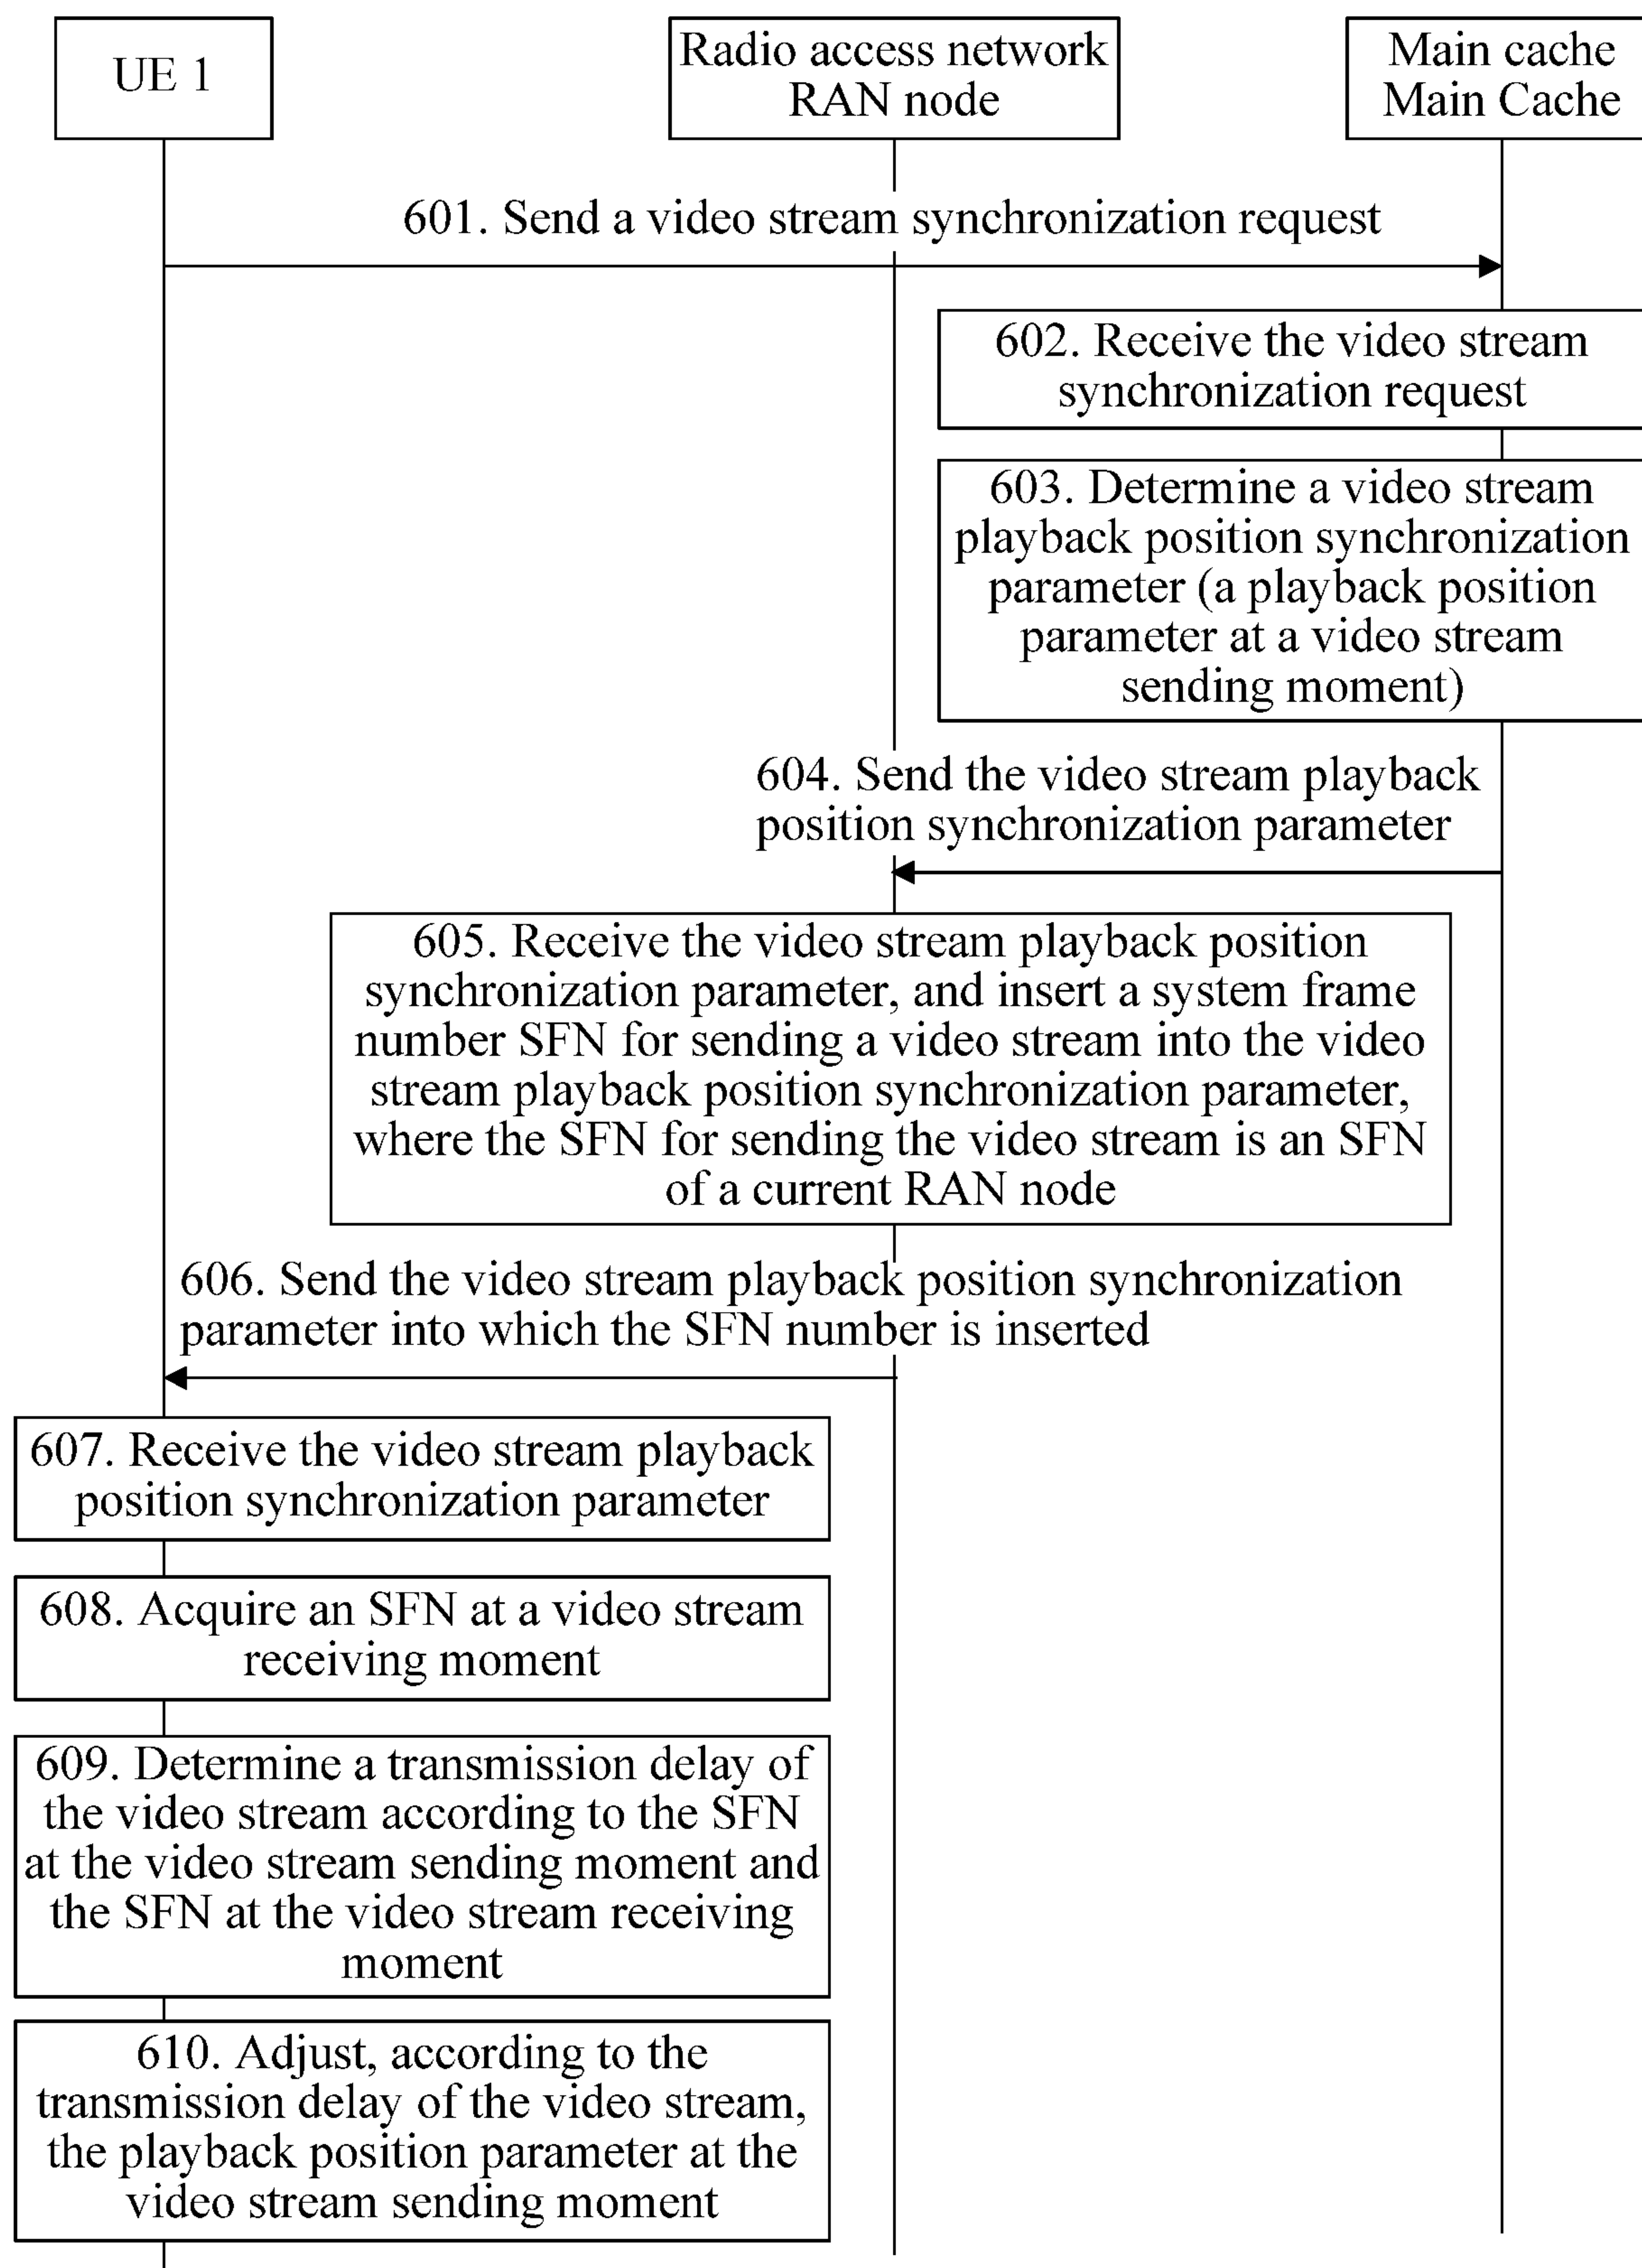 UE 1
Radio access network
RAN node
Main cache
Main Cache
601. Send a video stream synchronization request
602. Receive the video stream
synchronization request
603. Determine a video stream
playback position synchronization
parameter (a playback position
parameter at a video stream
sending moment)
604. Send the video stream playback
position synchronization parameter
605. Receive the video stream playback position
synchronization parameter, and insert a system frame
number SFN for sending a video stream into the video
stream playback position synchronization parameter,
where the SFN for sending the video stream is an SFN
of a current RAN node
606. Send the video stream playback position synchronization
parameter into which the SFN number is inserted
607. Receive the video stream playback
position synchronization parameter
608. Acquire an SFN at a video stream
receiving moment
609. Determine a transmission delay of
the video stream according to the SFN
at the video stream sending moment and
the SFN at the video stream receiving
moment
610. Adjust, according to the
transmission delay of the video stream,
the playback position parameter at the
video stream sending moment